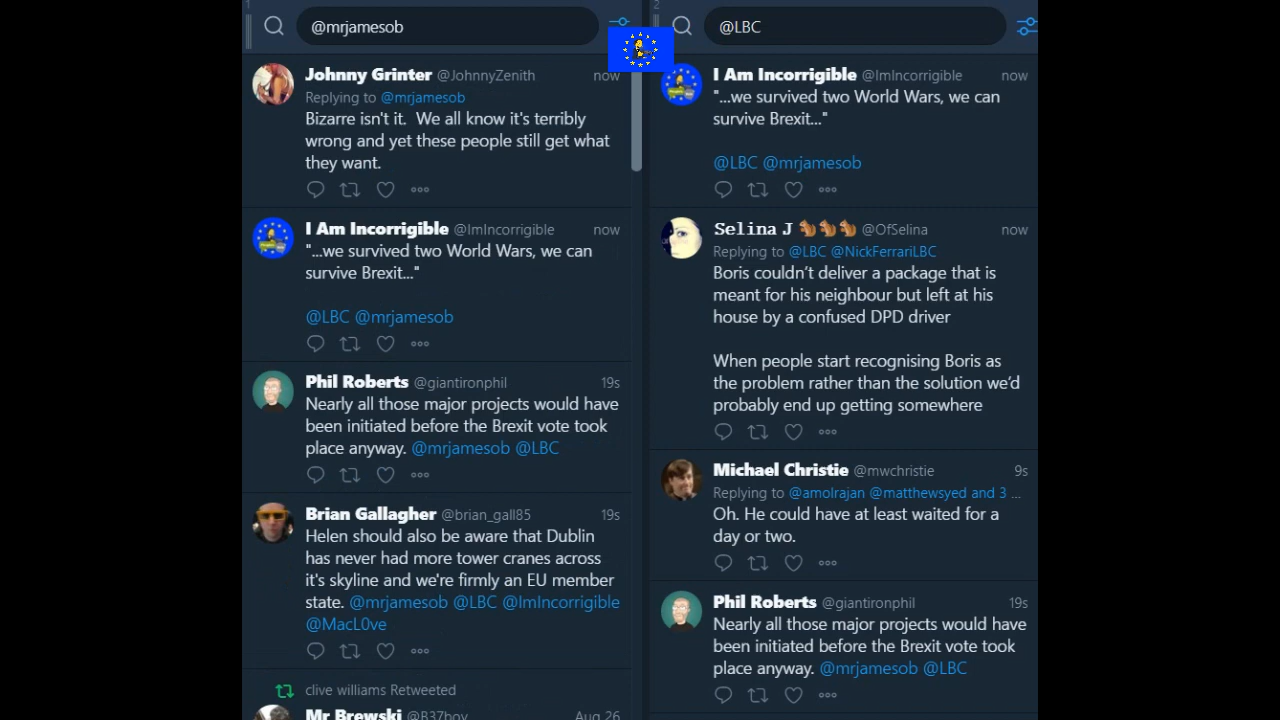 1
@mrjamesob
Johnny Grinter @JohnnyZenith now
Replying to @mrjamesob
Bizarre isn't it. We all know it's terribly
wrong and yet these people still get what
they want.
I Am Incorrigible @ImIncorrigible now
"...we survived two World Wars, we can
survive Brexit..."
@LBC @mrjamesob
Phil Roberts @giantironphil 19s
Nearly all those major projects would have
been initiated before the Brexit vote took
place anyway. @mrjamesob @LBC
Brian Gallagher @brian_gall85 19s
Helen should also be aware that Dublin
has never had more tower cranes across
it's skyline and we're firmly an EU member
state. @mrjamesob @LBC @ImIncorrigible
@MacL0ve
clive williams Retweeted
Mr Brewski @B37boy Aug 26
2
@LBC
I Am Incorrigible @ImIncorrigible now
"...we survived two World Wars, we can
survive Brexit..."
@LBC @mrjamesob
Selina J 🐿️🐿️🐿️ @OfSelina now
Replying to @LBC @NickFerrariLBC
Boris couldn’t deliver a package that is
meant for his neighbour but left at his
house by a confused DPD driver
When people start recognising Boris as
the problem rather than the solution we’d
probably end up getting somewhere
Michael Christie @mwchristie 9s
Replying to @amolrajan @matthewsyed and 3 ...
Oh. He could have at least waited for a
day or two.
Phil Roberts @giantironphil 19s
Nearly all those major projects would have
been initiated before the Brexit vote took
place anyway. @mrjamesob @LBC